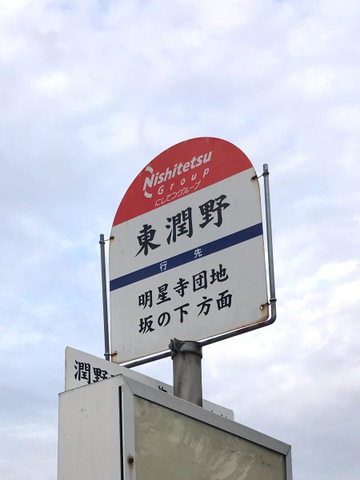 Nishitetsu
Group
にしてつグループ
東潤野
行先
明星寺団地
坂の下方面
潤野